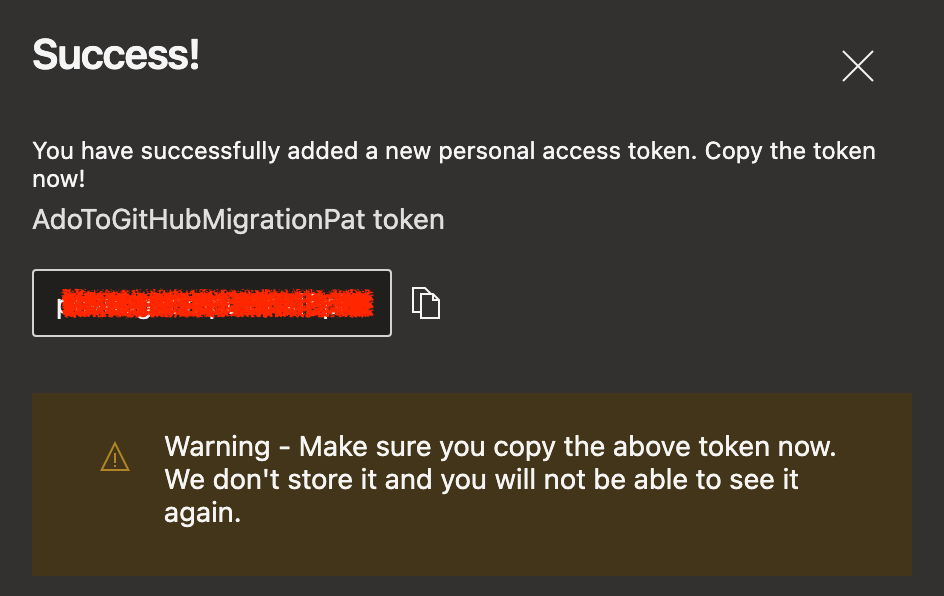 Success!
You have successfully added a new personal access token. Copy the token
now!
AdoToGitHubMigrationPat token
Warning - Make sure you copy the above token now.
We don't store it and you will not be able to see it
again.